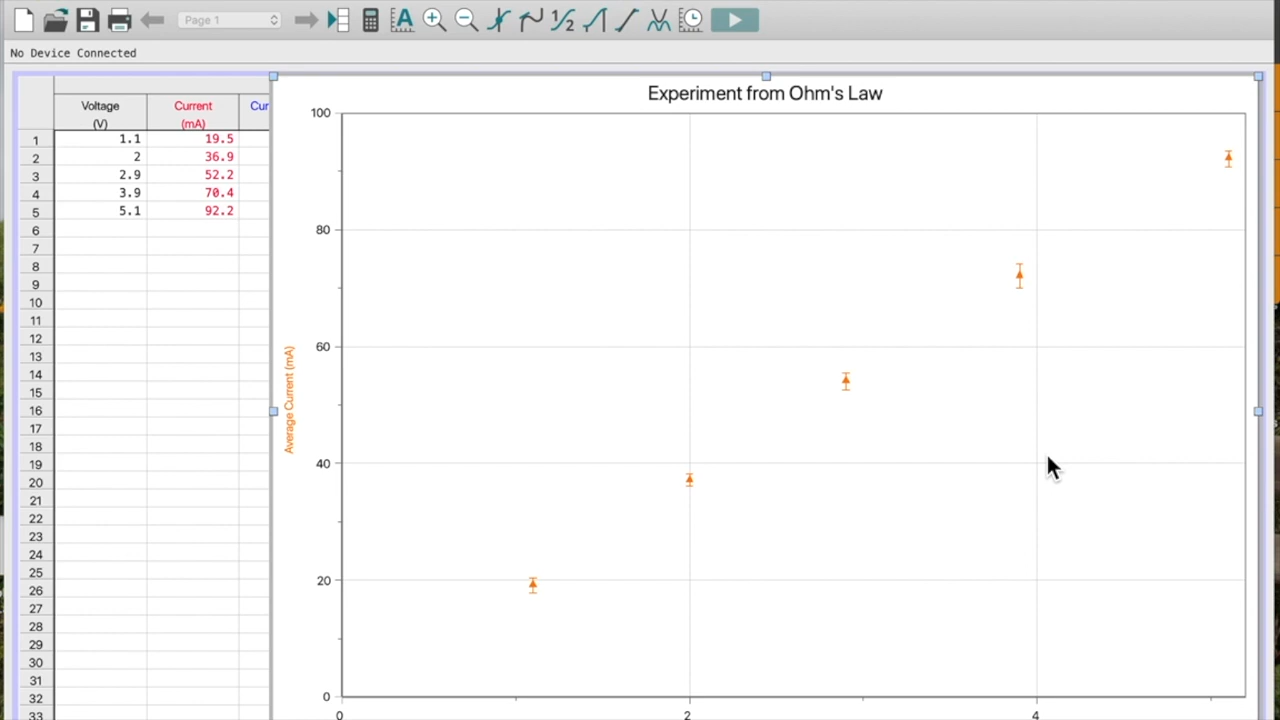 Page 1
A
1/2
No Device Connected
Voltage (V) Current (mA) Cur
1 1.1 19.5
2 2 36.9
3 2.9 52.2
4 3.9 70.4
5 5.1 92.2
6
7
8
9
10
11
12
13
14
15
16
17
18
19
20
21
22
23
24
25
26
27
28
29
30
31
32
33
Experiment from Ohm's Law
Average Current (mA)
100
80
60
40
20
0
0 2 4